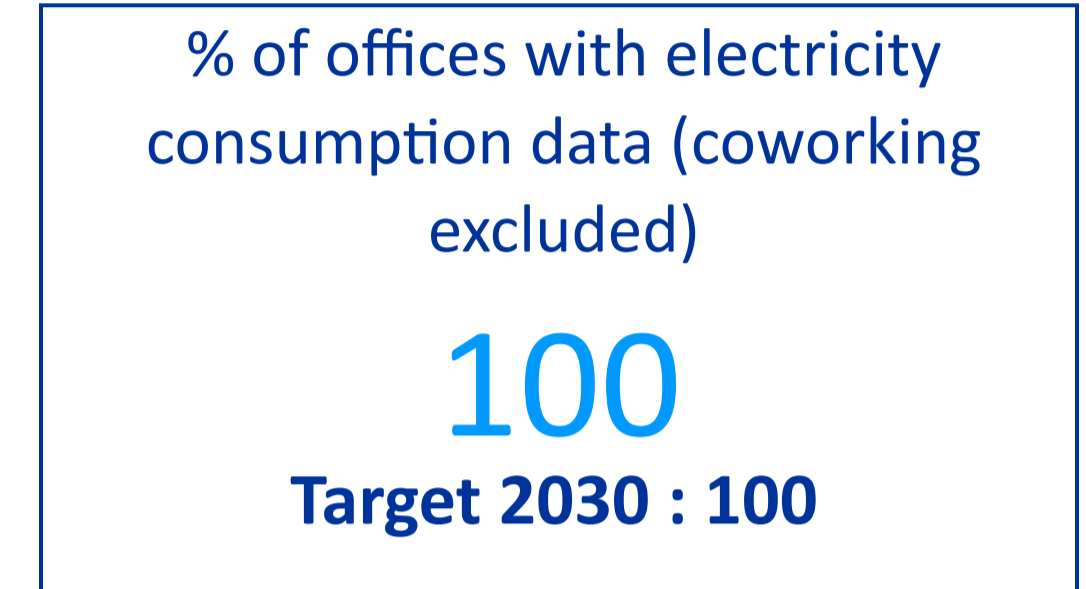 % of offices with electricity
consumption data (coworking
excluded)
100
Target 2030 : 100